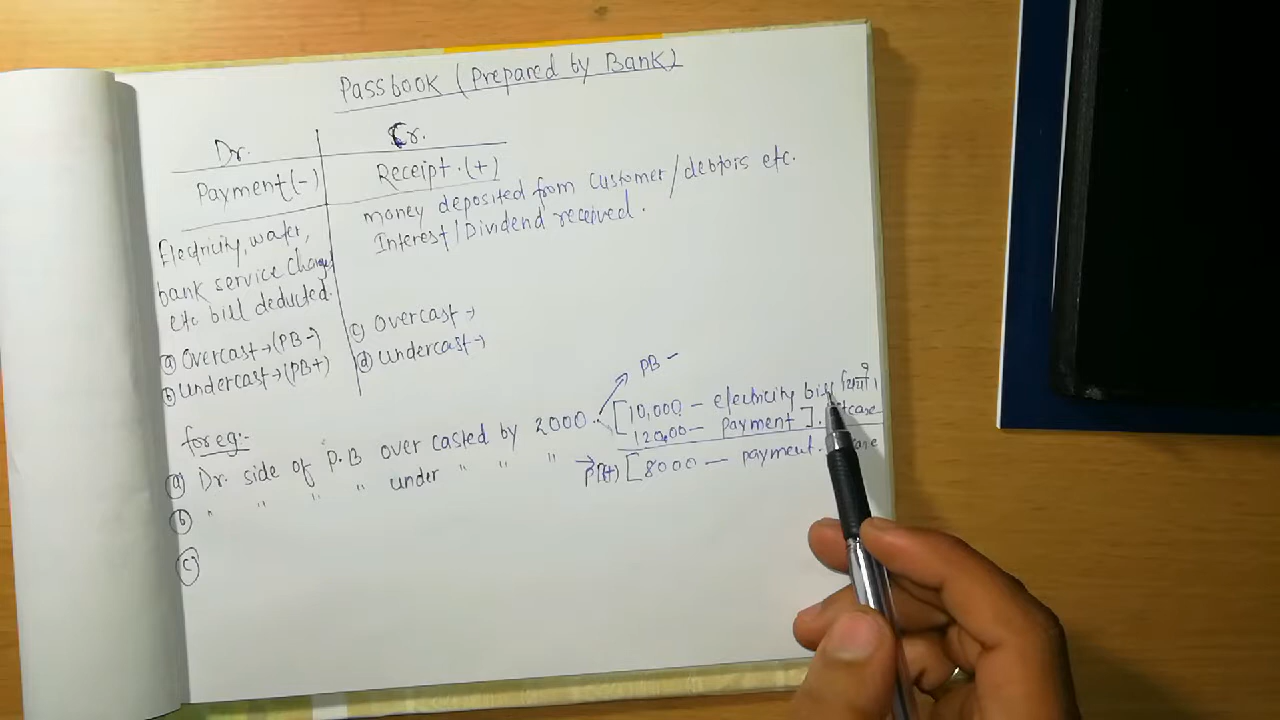 Passbook (Prepared by Bank)
Dr. Cr.
Payment (-) Receipt. (+)
money deposited from customer/debtors etc.
Interest/Dividend received.
Electricity, water,
bank service charge
etc bill deducted.
(a) Overcast → (PB-)
(b) Undercast → (PB+)
(c) Overcast →
(d) Undercast →
for eg:-
(a) Dr. side of P.B over casted by 2000.
PB -
[10,000 - electricity bill
120,00 - payment ].
(b) " " " " under " " "
P(+) [8000 - payment.
(c)